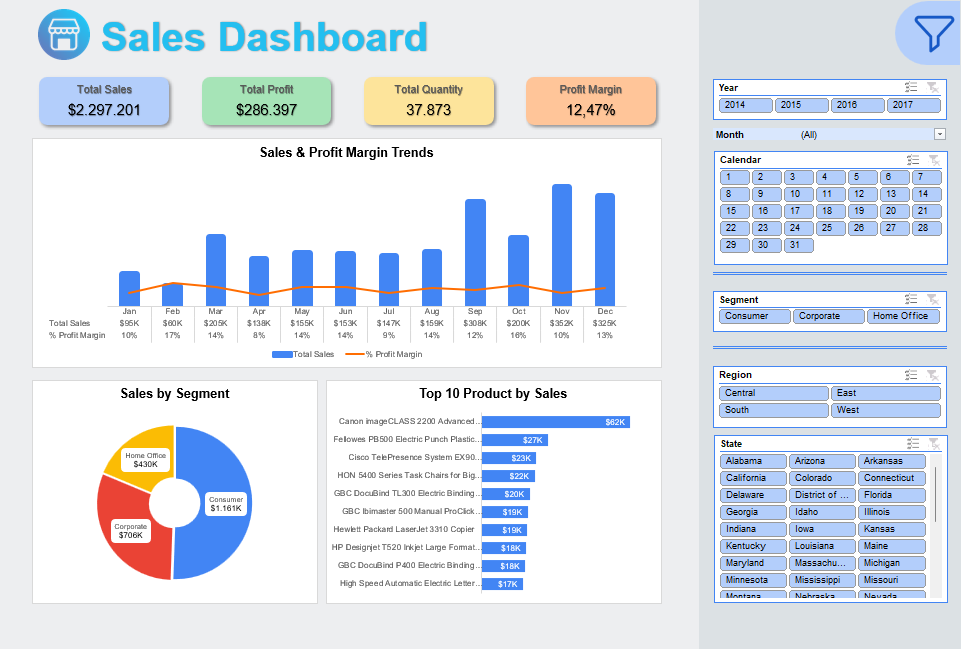 Sales Dashboard
Total Sales
$2.297.201
Total Profit
$286.397
Total Quantity
37.873
Profit Margin
12,47%
Sales & Profit Margin Trends
Jan Feb Mar Apr May Jun Jul Aug Sep Oct Nov Dec
Total Sales $95K $60K $205K $138K $155K $153K $147K $159K $308K $200K $352K $325K
% Profit Margin 10% 17% 14% 8% 14% 14% 9% 14% 12% 16% 10% 13%
Total Sales % Profit Margin
Sales by Segment
Home Office
$430K
Consumer
$1.161K
Corporate
$706K
Top 10 Product by Sales
Canon imageCLASS 2200 Advanced... $62K
Fellowes PB500 Electric Punch Plastic... $27K
Cisco TelePresence System EX90... $23K
HON 5400 Series Task Chairs for Big... $22K
GBC DocuBind TL300 Electric Binding... $20K
GBC Ibimaster 500 Manual ProClick... $19K
Hewlett Packard LaserJet 3310 Copier $19K
HP Designjet T520 Inkjet Large Format... $18K
GBC DocuBind P400 Electric Binding... $18K
High Speed Automatic Electric Letter... $17K
Year
2014 2015 2016 2017
Month (All)
Calendar
1 2 3 4 5 6 7
8 9 10 11 12 13 14
15 16 17 18 19 20 21
22 23 24 25 26 27 28
29 30 31
Segment
Consumer Corporate Home Office
Region
Central East
South West
State
Alabama Arizona Arkansas
California Colorado Connecticut
Delaware District of ... Florida
Georgia Idaho Illinois
Indiana Iowa Kansas
Kentucky Louisiana Maine
Maryland Massachu... Michigan
Minnesota Mississippi Missouri
Montana Nebraska Nevada